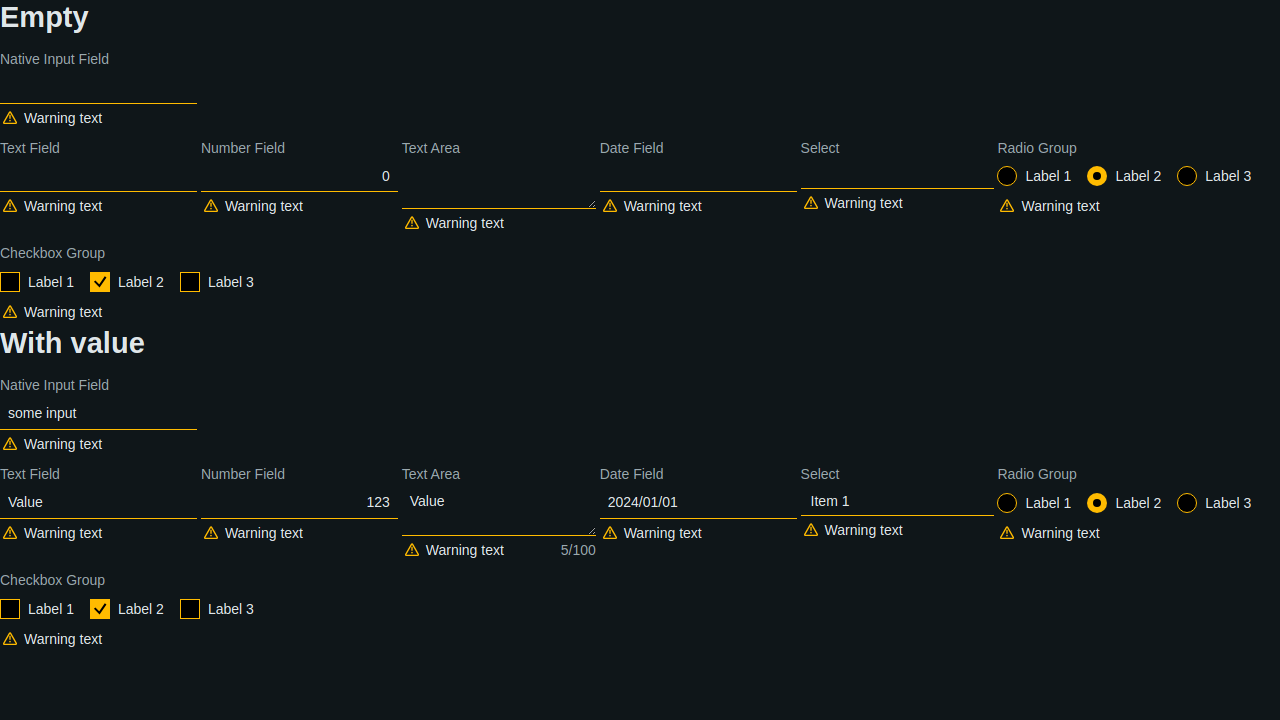 Empty
Native Input Field
Warning text
Text Field Number Field Text Area Date Field Select Radio Group
0 Label 1 Label 2 Label 3
Warning text Warning text Warning text Warning text Warning text Warning text
Checkbox Group
Label 1 Label 2 Label 3
Warning text
With value
Native Input Field
some input
Warning text
Text Field Number Field Text Area Date Field Select Radio Group
Value 123 Value 2024/01/01 Item 1 Label 1 Label 2 Label 3
Warning text Warning text Warning text 5/100 Warning text Warning text Warning text
Checkbox Group
Label 1 Label 2 Label 3
Warning text